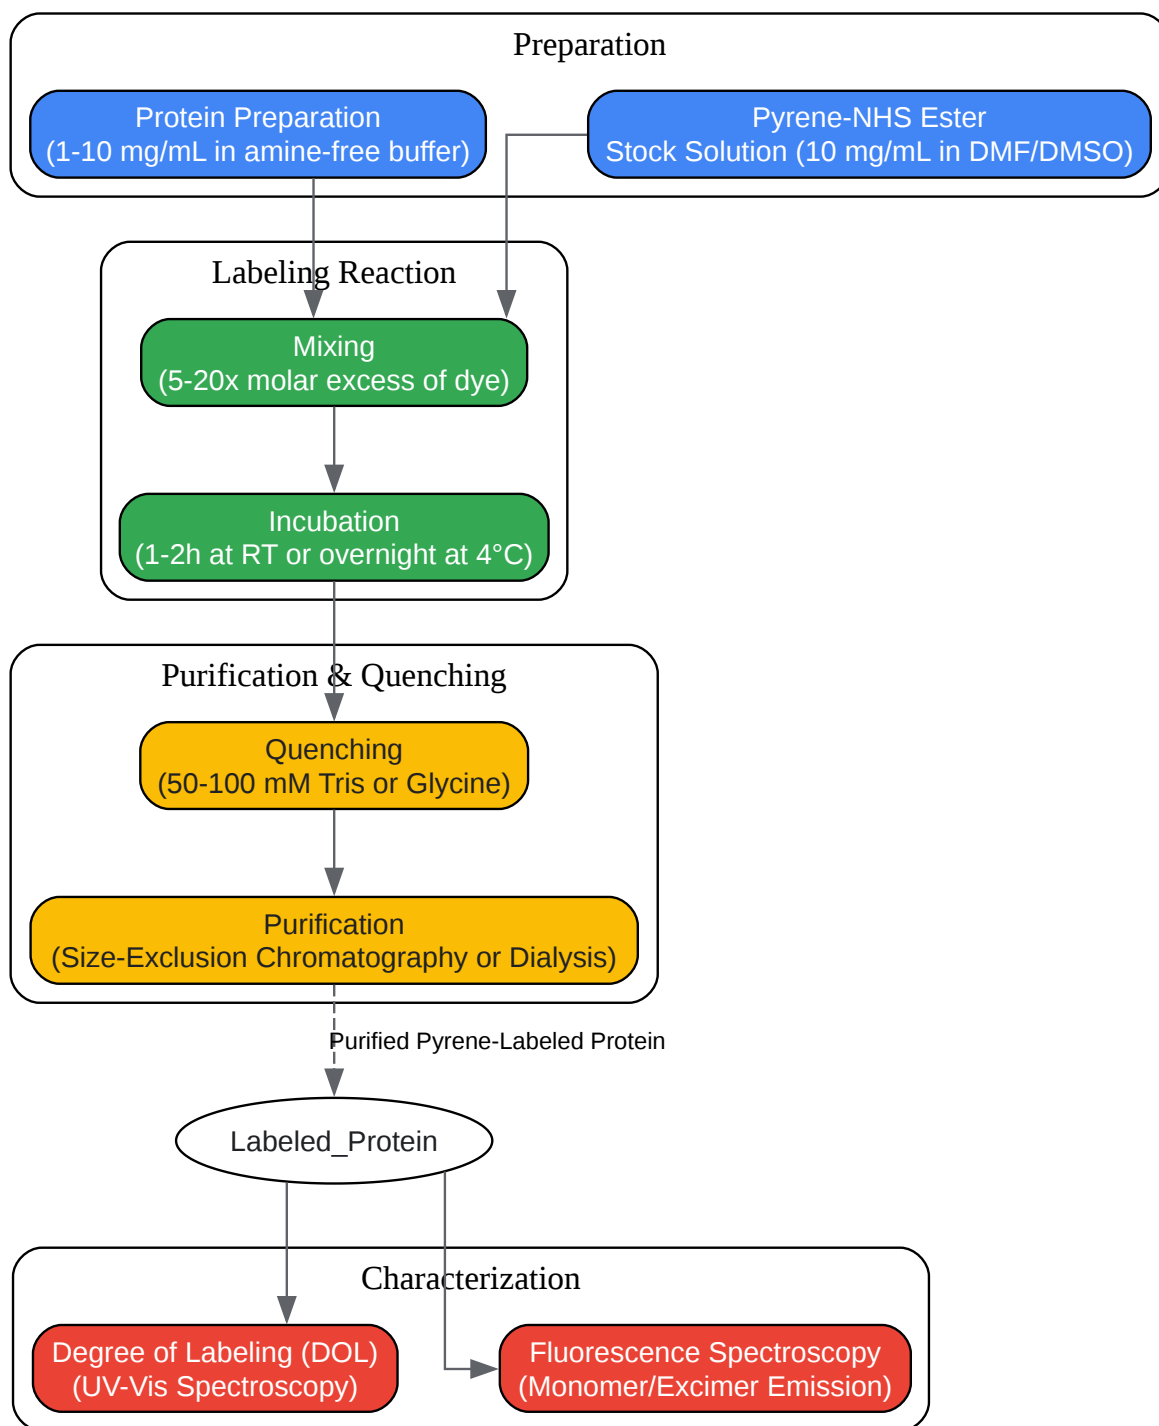 Preparation
Protein Preparation
(1-10 mg/mL in amine-free buffer)
Pyrene-NHS Ester
Stock Solution (10 mg/mL in DMF/DMSO)
Labeling Reaction
Mixing
(5-20x molar excess of dye)
Incubation
(1-2h at RT or overnight at 4°C)
Purification & Quenching
Quenching
(50-100 mM Tris or Glycine)
Purification
(Size-Exclusion Chromatography or Dialysis)
Purified Pyrene-Labeled Protein
Labeled_Protein
Characterization
Degree of Labeling (DOL)
(UV-Vis Spectroscopy)
Fluorescence Spectroscopy
(Monomer/Excimer Emission)